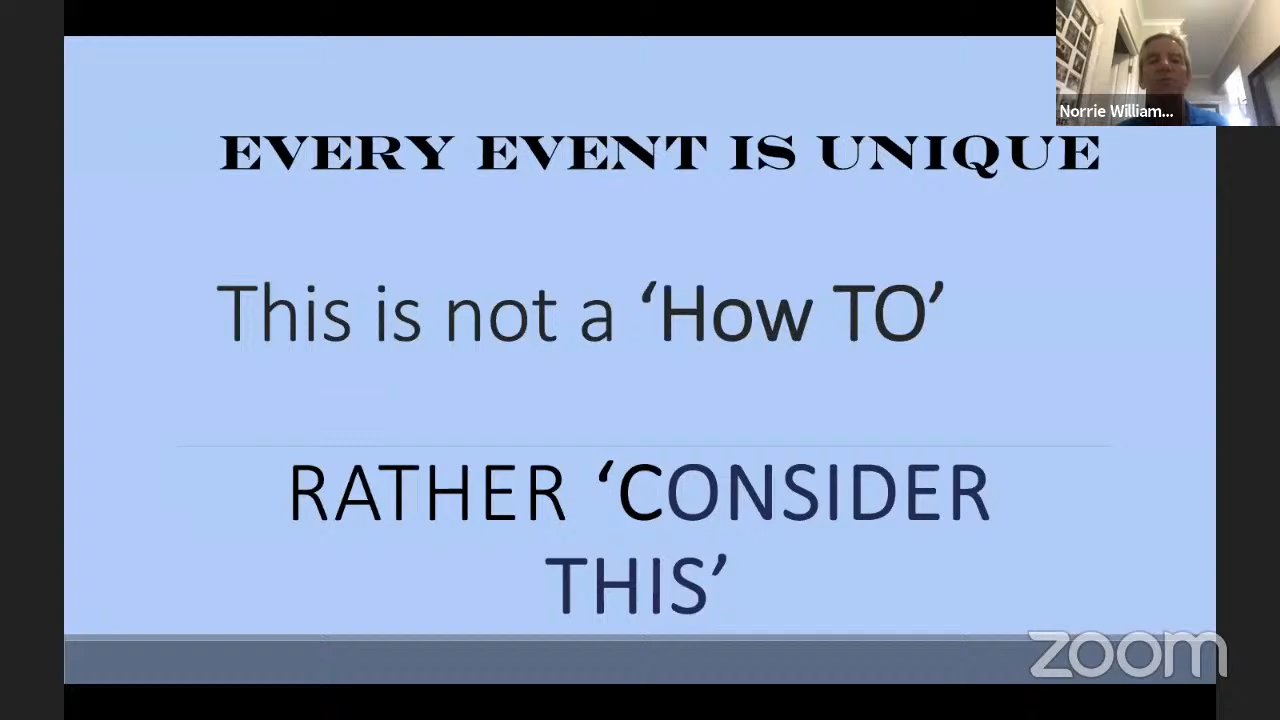 Norrie William...
EVERY EVENT IS UNIQUE
This is not a ‘How TO’
RATHER ‘CONSIDER
THIS’
zoom